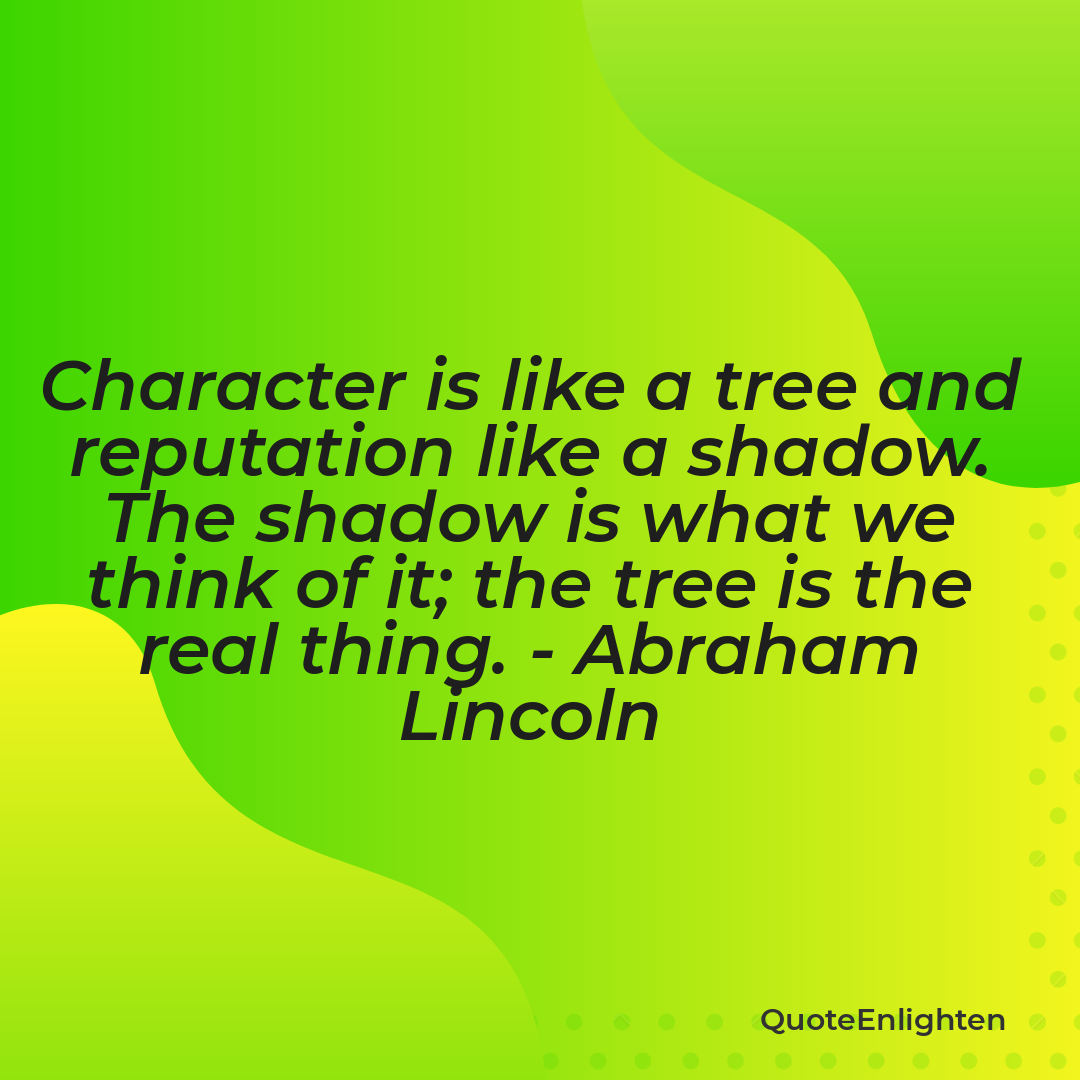 Character is like a tree and
reputation like a shadow.
The shadow is what we
think of it; the tree is the
real thing. - Abraham
Lincoln
QuoteEnlighten